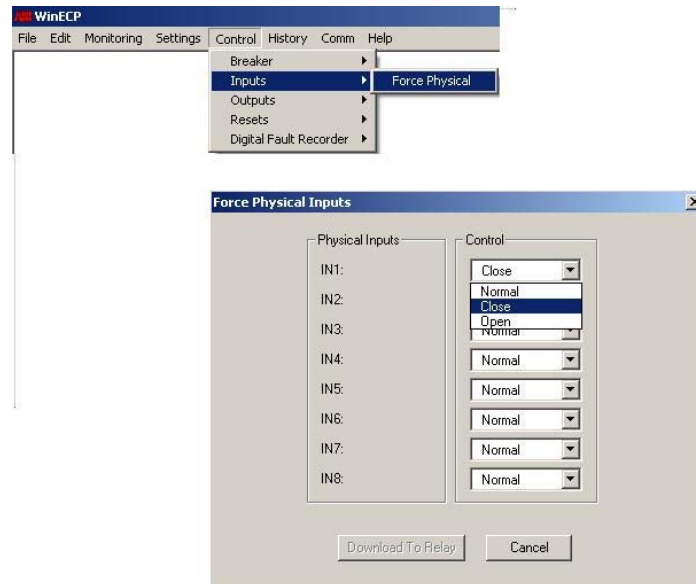 ABB WinECP
File Edit Monitoring Settings Control History Comm Help
Breaker
Inputs Force Physical
Outputs
Resets
Digital Fault Recorder
Force Physical Inputs
Physical Inputs Control
IN1: Close
Normal
IN2: Close
Open
IN3: Normal
IN4: Normal
IN5: Normal
IN6: Normal
IN7: Normal
IN8: Normal
Download To Relay Cancel